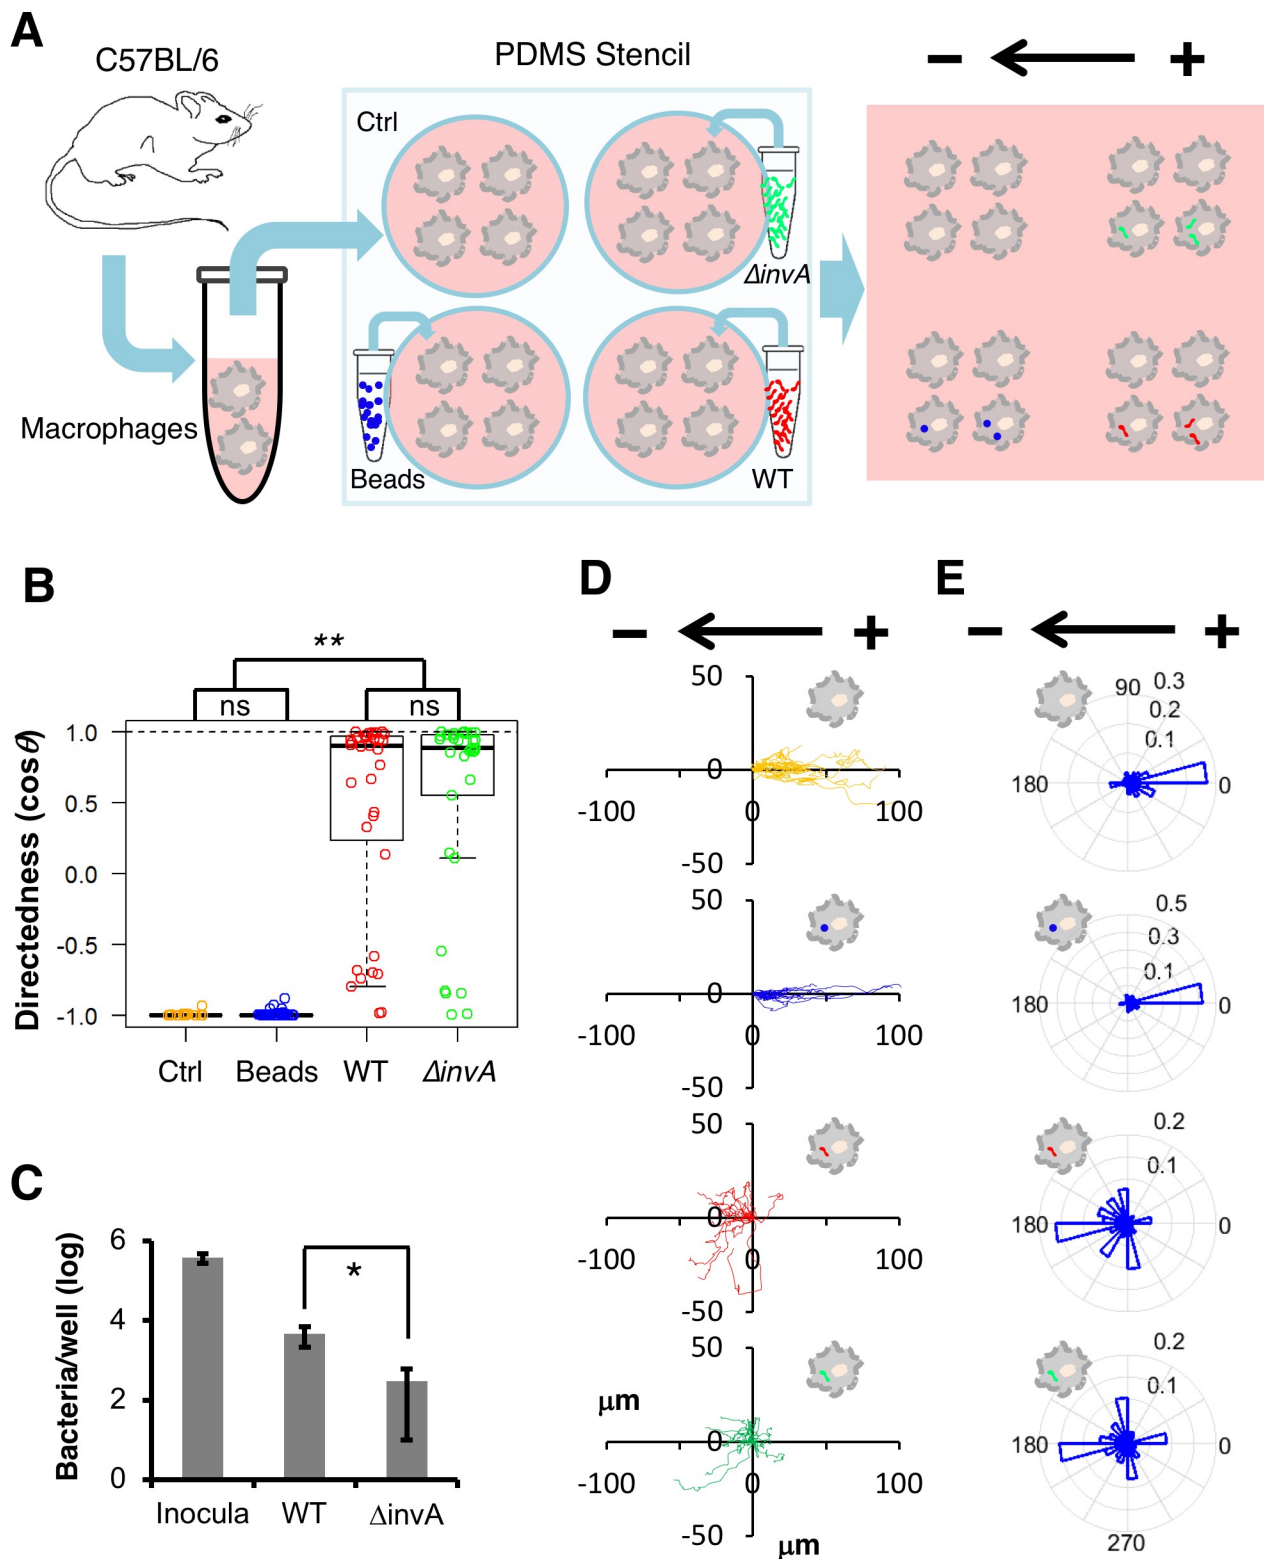 A
C57BL/6
PDMS Stencil
− +
Ctrl
ΔinvA
Macrophages
Beads
WT
B
**
ns
ns
Directedness (cosθ)
1.0
0.5
0.0
-0.5
-1.0
Ctrl Beads WT ΔinvA
C
Bacteria/well (log)
6
4
2
0
*
Inocula WT ΔinvA
D
− +
50
0
-100 0 100
-50
50
0
-100 0 100
-50
50
0
-100 0 100
-50
50
μm
0
-100 0 100
-50
μm
E
− +
90 0.3
0.2
0.1
180 0
0.5
0.3
0.1
180 0
0.2
0.1
180 0
0.2
0.1
180 0
270